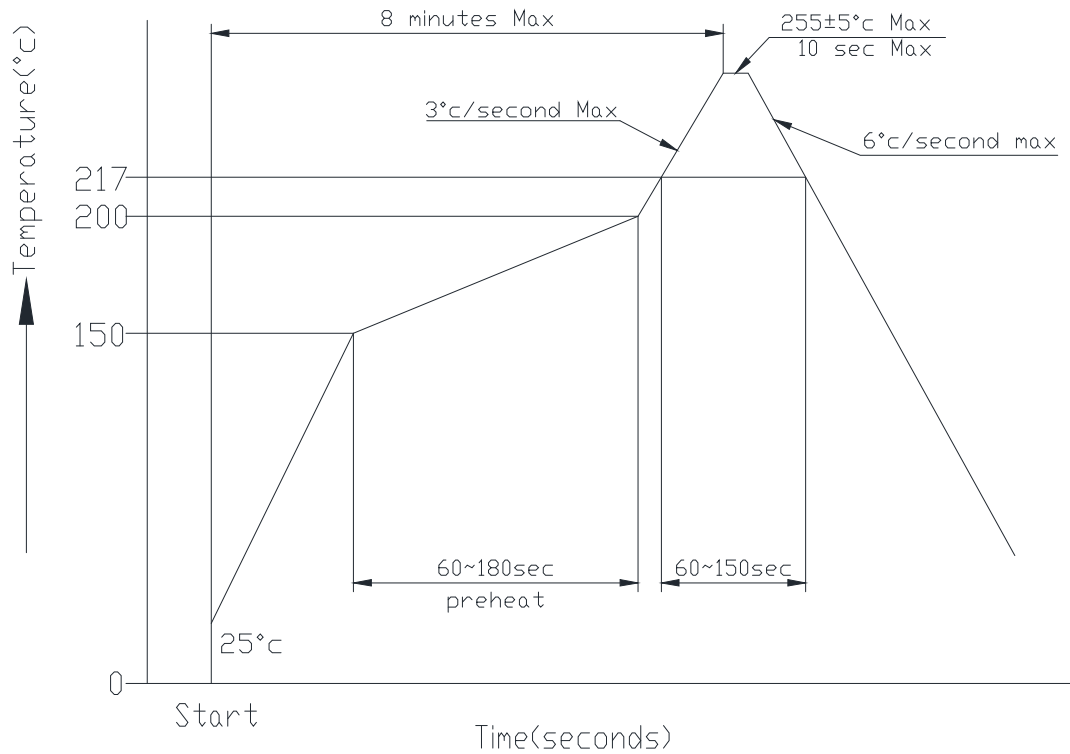 8 minutes Max
255±5°c Max
10 sec Max
3°c/second Max
6°c/second max
Temperature(°c)
217
200
150
60~180sec
preheat
60~150sec
25°c
0
Start
Time(seconds)